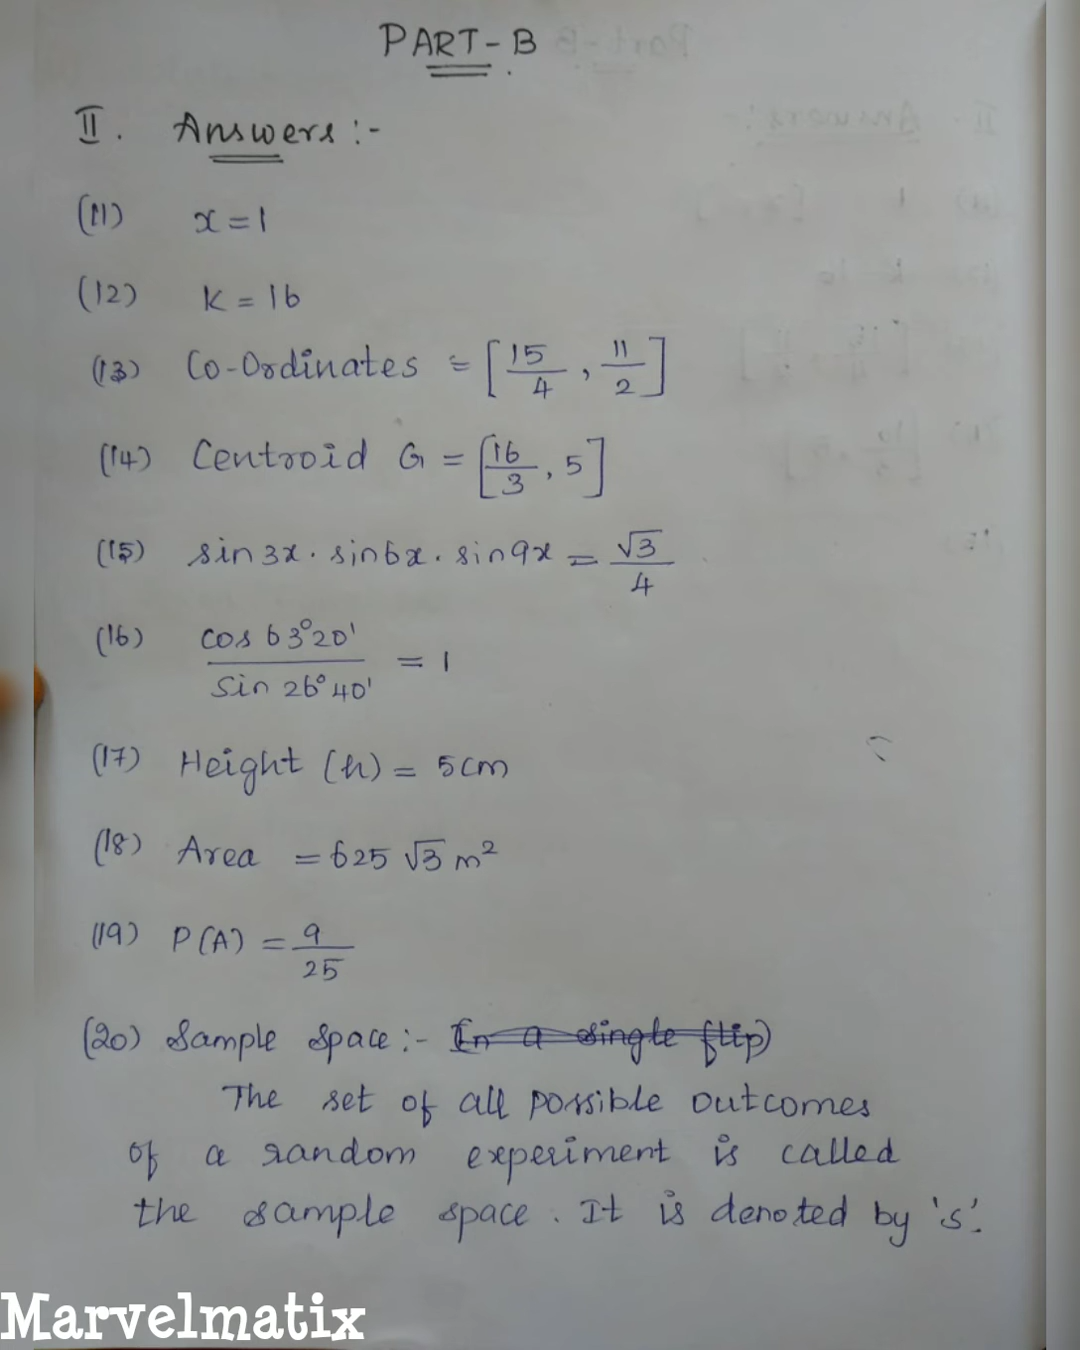 PART-B
II. Answers :-
(11) x = 1
(12) K = 16
(13) Co-Ordinates = [15/4, 11/2]
(14) Centroid G = [16/3, 5]
(15) sin 3x . sin 6x . sin 9x = √3/4
(16) cos 63°20' / sin 26°40' = 1
(17) Height (h) = 5cm
(18) Area = 625 √3 m²
(19) P(A) = 9/25
(20) Sample Space :- (In a single flip)
The set of all possible outcomes
of a random experiment is called
the sample space. It is denoted by 's'.
Marvelmatix